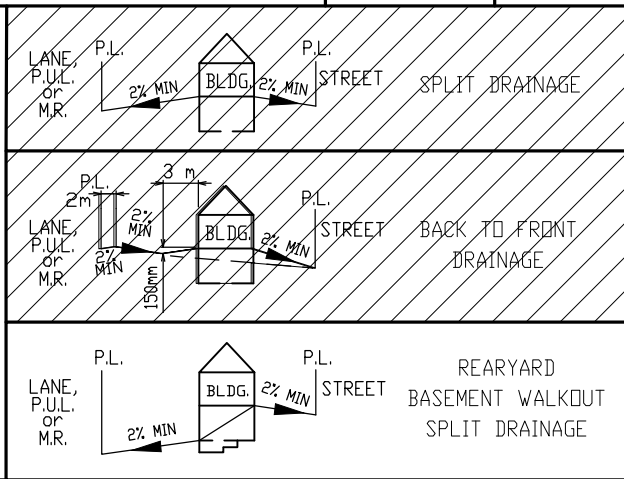 P.L.
P.L.
LANE,
P.U.L.
or
M.R.
2% MIN
BLDG.
2% MIN
STREET
SPLIT DRAINAGE
3 m
P.L.
2m
2%
MIN
P.L.
LANE,
P.U.L.
or
M.R.
2%
MIN
150mm
BLDG.
2% MIN
STREET
BACK TO FRONT
DRAINAGE
P.L.
P.L.
LANE,
P.U.L.
or
M.R.
2% MIN
BLDG.
2% MIN
STREET
REARYARD
BASEMENT WALKOUT
SPLIT DRAINAGE